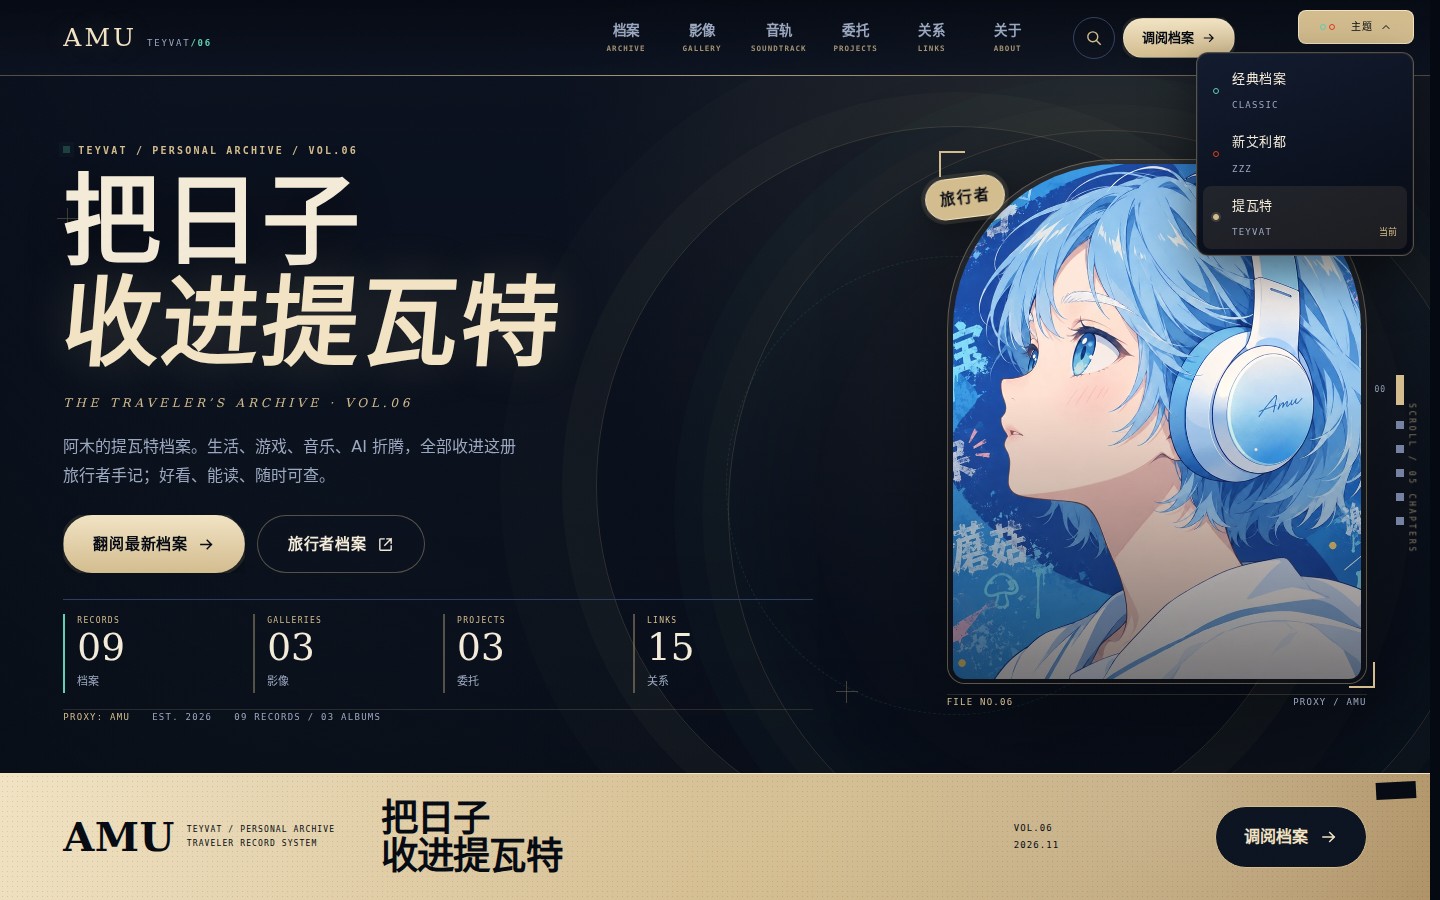 AMU TEYVAT/06
档案 影像 音轨 委托 关系 关于
ARCHIVE GALLERY SOUNDTRACK PROJECTS LINKS ABOUT
调阅档案
主题
经典档案
CLASSIC
新艾利都
ZZZ
提瓦特
TEYVAT 当前
TEYVAT / PERSONAL ARCHIVE / VOL.06
把日子
收进提瓦特
THE TRAVELER'S ARCHIVE · VOL.06
阿木的提瓦特档案。生活、游戏、音乐、AI 折腾，全部收进这册
旅行者手记；好看、能读、随时可查。
翻阅最新档案
旅行者档案
RECORDS GALLERIES PROJECTS LINKS
09 03 03 15
档案 影像 委托 关系
PROXY: AMU EST. 2026 09 RECORDS / 03 ALBUMS
旅行者
Amu
蘑菇
FILE NO.06 PROXY / AMU
00
SCROLL / 05 CHAPTERS
AMU
TEYVAT / PERSONAL ARCHIVE
TRAVELER RECORD SYSTEM
把日子
收进提瓦特
VOL.06
2026.11
调阅档案